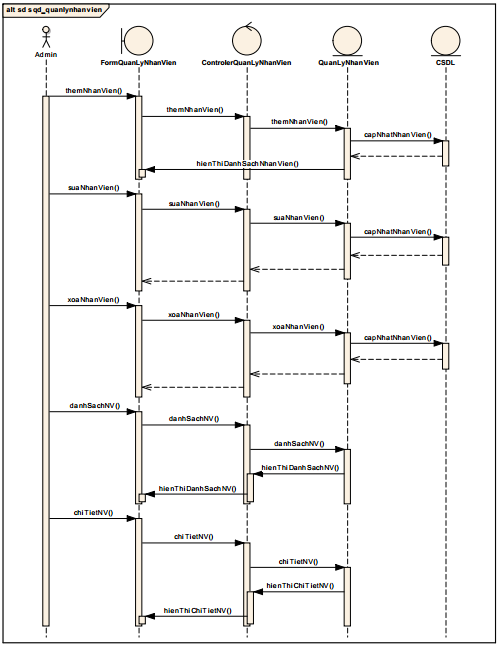 alt sd sqd_quanlynhanvien
Admin
FormQuanLyNhanVien
ControlerQuanLyNhanVien
QuanLyNhanVien
CSDL
themNhanVien()
themNhanVien()
themNhanVien()
capNhatNhanVien()
hienThiDanhSachNhanVien()
suaNhanVien()
suaNhanVien()
suaNhanVien()
capNhatNhanVien()
xoaNhanVien()
xoaNhanVien()
xoaNhanVien()
capNhatNhanVien()
danhSachNV()
danhSachNV()
danhSachNV()
hienThiDanhSachNV()
hienThiDanhSachNV()
chiTietNV()
chiTietNV()
chiTietNV()
hienThiChiTietNV()
hienThiChiTietNV()